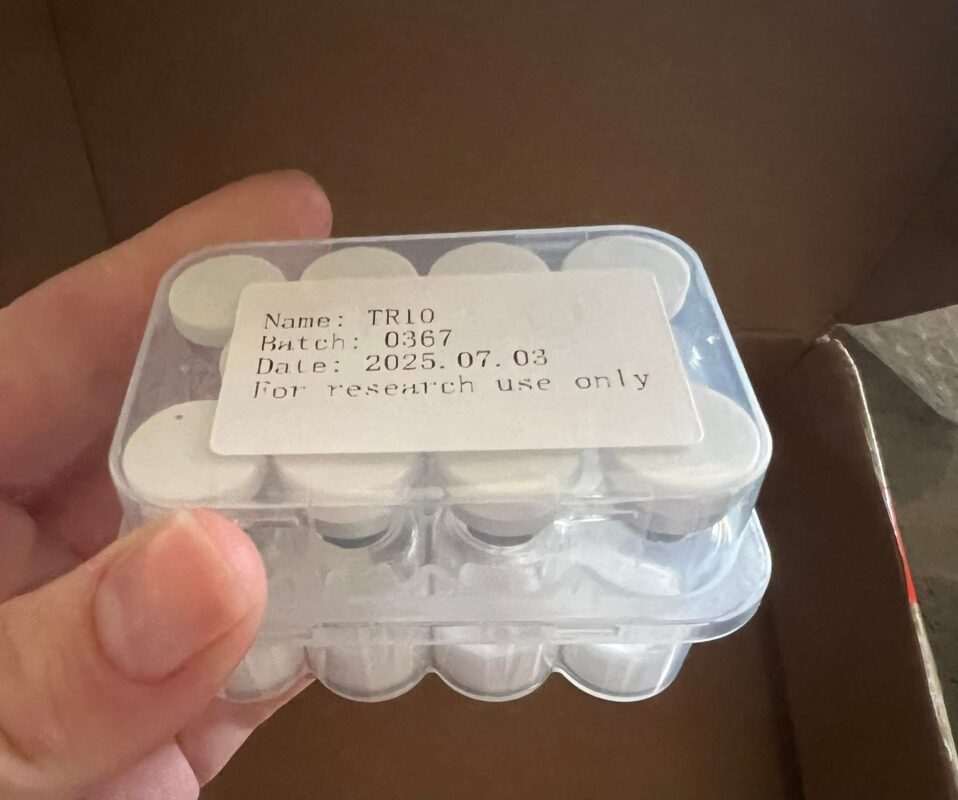 Name: TR10
Batch: 0367
Date: 2025.07.03
For research use only